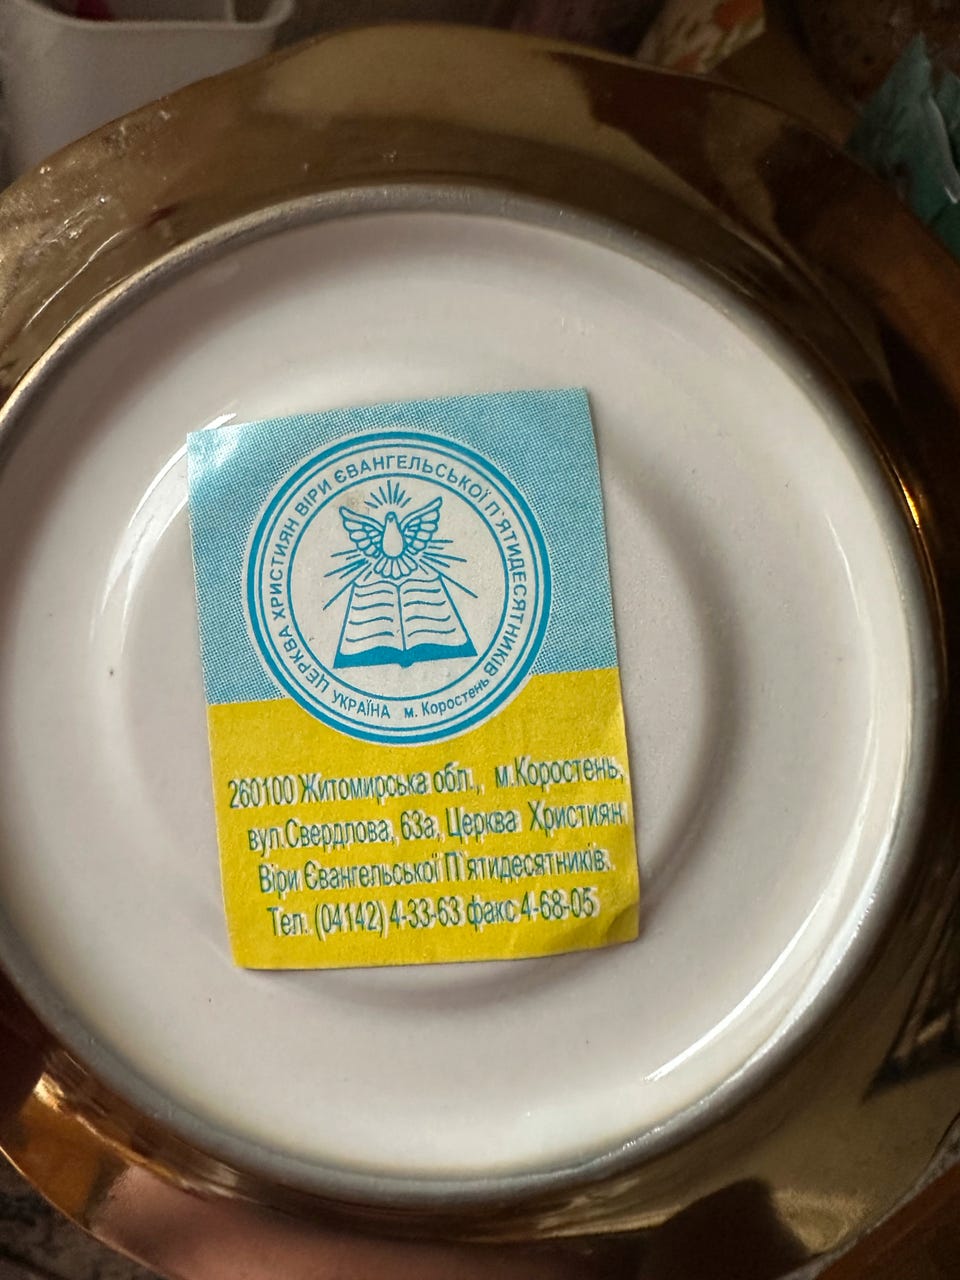 ЦЕРКВА ХРИСТИЯН ВІРИ ЄВАНГЕЛЬСЬКОЇ П'ЯТИДЕСЯТНИКІВ
УКРАЇНА м. Коростень
260100 Житомирська обл., м.Коростень,
вул.Свердлова, 63а, Церква Християн
Віри Євангельської П'ятидесятників.
Тел. (04142) 4-33-63 факс 4-68-05